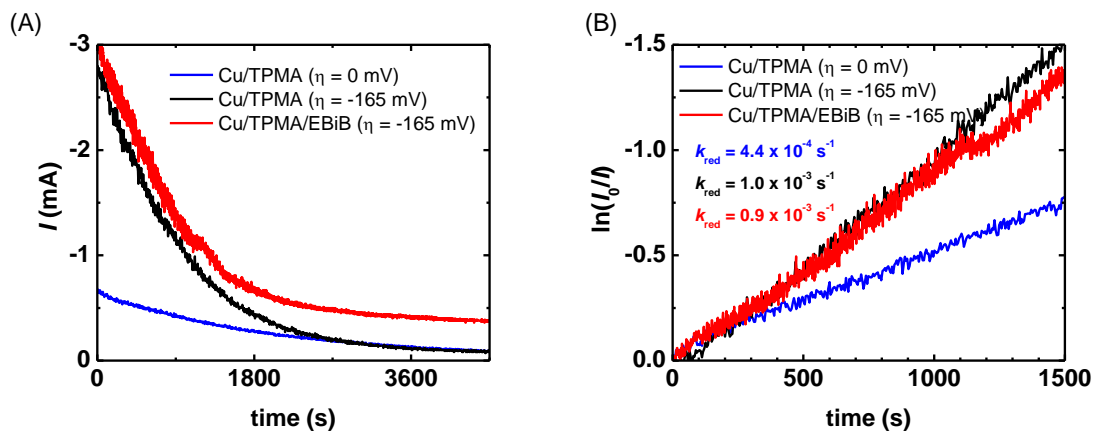 (A)
-3
-2
-1
0
I (mA)
Cu/TPMA (η = 0 mV)
Cu/TPMA (η = -165 mV)
Cu/TPMA/EBiB (η = -165 mV)
0 1800 3600
time (s)
(B)
-1.5
-1.0
-0.5
0.0
ln(I₀/I)
Cu/TPMA (η = 0 mV)
Cu/TPMA (η = -165 mV)
Cu/TPMA/EBiB (η = -165 mV)
k_red = 4.4 x 10⁻⁴ s⁻¹
k_red = 1.0 x 10⁻³ s⁻¹
k_red = 0.9 x 10⁻³ s⁻¹
0 500 1000 1500
time (s)